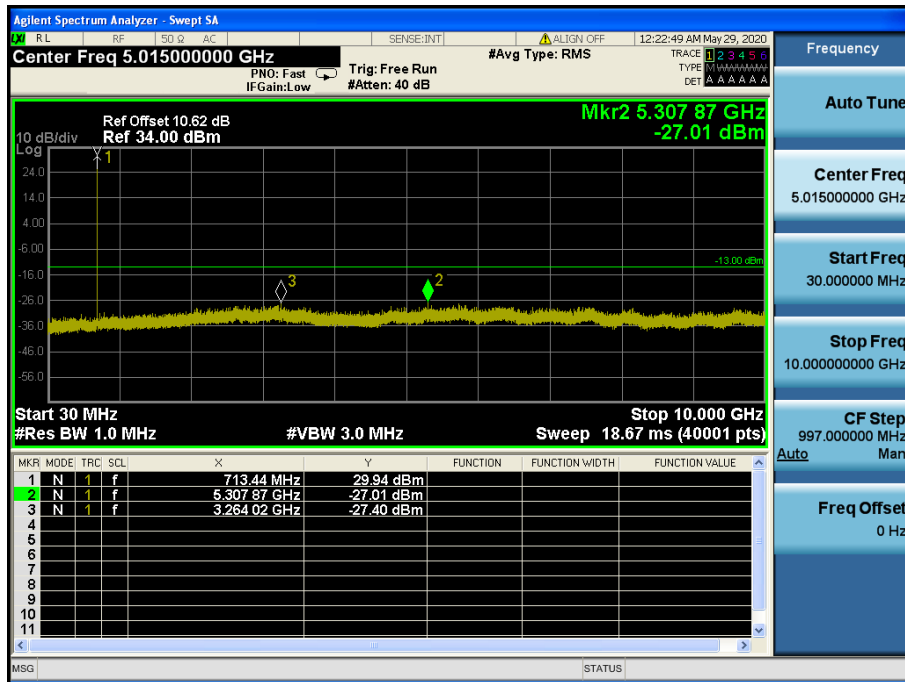 Agilent Spectrum Analyzer - Swept SA
LXI RL RF 50 Ω AC SENSE:INT ALIGN OFF 12:22:49 AM May 29, 2020
Center Freq 5.015000000 GHz #Avg Type: RMS TRACE 1 2 3 4 5 6
PNO: Fast Trig: Free Run TYPE M WWWWW
IFGain:Low #Atten: 40 dB DET A A A A A A
Mkr2 5.307 87 GHz
-27.01 dBm
Ref Offset 10.62 dB
10 dB/div Ref 34.00 dBm
Log
1
24.0
14.0
4.00
-6.00
-13.00 dBm
-16.0
3
2
-26.0
-36.0
-46.0
-56.0
Start 30 MHz Stop 10.000 GHz
#Res BW 1.0 MHz #VBW 3.0 MHz Sweep 18.67 ms (40001 pts)
MKR MODE TRC SCL X Y FUNCTION FUNCTION WIDTH FUNCTION VALUE
1 N 1 f 713.44 MHz 29.94 dBm
2 N 1 f 5.307 87 GHz -27.01 dBm
3 N 1 f 3.264 02 GHz -27.40 dBm
4
5
6
7
8
9
10
11
MSG STATUS
Frequency
Auto Tune
Center Freq
5.015000000 GHz
Start Freq
30.000000 MHz
Stop Freq
10.000000000 GHz
CF Step
997.000000 MHz
Auto Man
Freq Offset
0 Hz